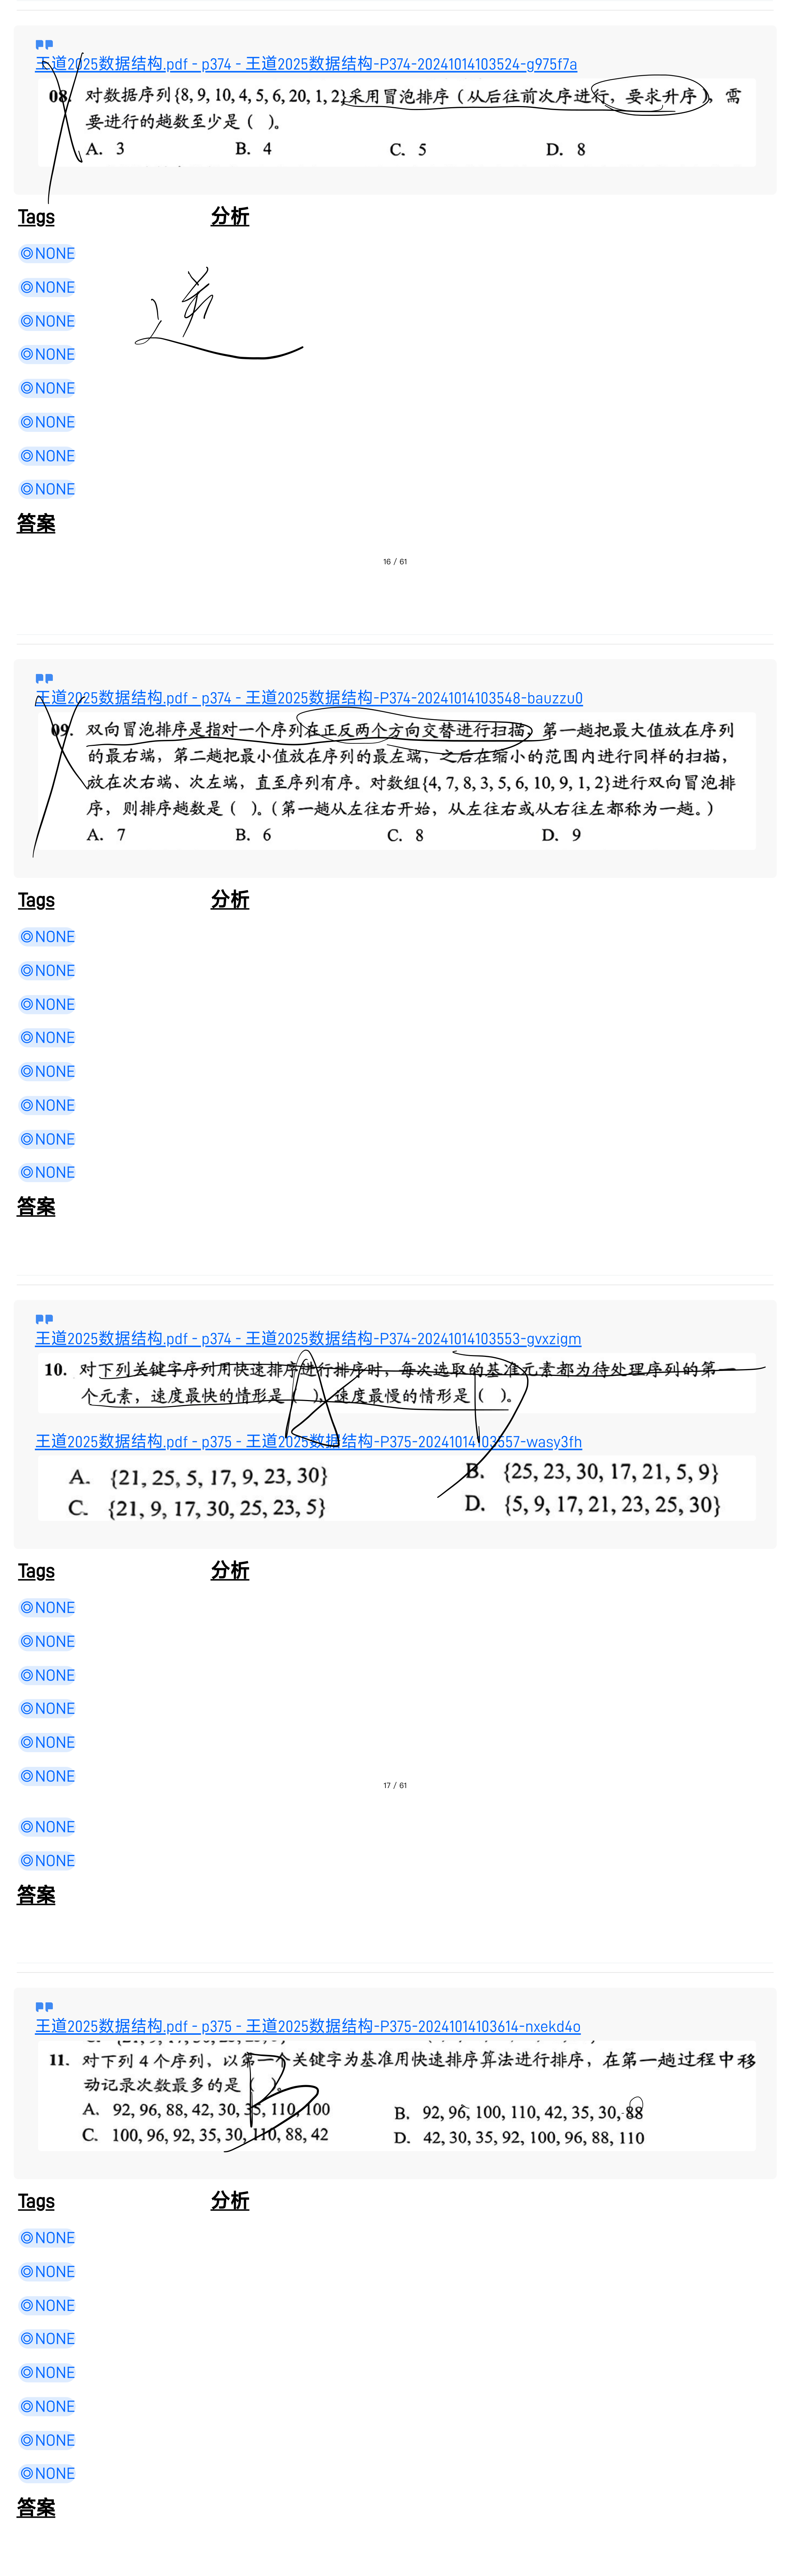 王道2025数据结构.pdf - p374 - 王道2025数据结构-P374-20241014103524-g975f7a
08. 对数据序列{8, 9, 10, 4, 5, 6, 20, 1, 2}采用冒泡排序（从后往前次序进行，要求升序），需
要进行的趟数至少是（ ）。
A. 3 B. 4 C. 5 D. 8
Tags 分析
NONE
NONE
NONE
NONE
NONE
NONE
NONE
NONE
答案
16 / 61
王道2025数据结构.pdf - p374 - 王道2025数据结构-P374-20241014103548-bauzzu0
09. 双向冒泡排序是指对一个序列在正反两个方向交替进行扫描，第一趟把最大值放在序列
的最右端，第二趟把最小值放在序列的最左端，之后在缩小的范围内进行同样的扫描，
放在次右端、次左端，直至序列有序。对数组{4, 7, 8, 3, 5, 6, 10, 9, 1, 2}进行双向冒泡排
序，则排序趟数是（ ）。（第一趟从左往右开始，从左往右或从右往左都称为一趟。）
A. 7 B. 6 C. 8 D. 9
Tags 分析
NONE
NONE
NONE
NONE
NONE
NONE
NONE
NONE
答案
王道2025数据结构.pdf - p374 - 王道2025数据结构-P374-20241014103553-gvxzigm
10. 对下列关键字序列用快速排序进行排序时，每次选取的基准元素都为待处理序列的第一
个元素，速度最快的情形是（ ），速度最慢的情形是（ ）。
A
D
王道2025数据结构.pdf - p375 - 王道2025数据结构-P375-20241014103557-wasy3fh
A. {21, 25, 5, 17, 9, 23, 30} B. {25, 23, 30, 17, 21, 5, 9}
C. {21, 9, 17, 30, 25, 23, 5} D. {5, 9, 17, 21, 23, 25, 30}
Tags 分析
NONE
NONE
NONE
NONE
NONE
NONE
17 / 61
NONE
NONE
答案
王道2025数据结构.pdf - p375 - 王道2025数据结构-P375-20241014103614-nxekd4o
11. 对下列 4 个序列，以第一个关键字为基准用快速排序算法进行排序，在第一趟过程中移
动记录次数最多的是（ ）。
B
A. 92, 96, 88, 42, 30, 35, 110, 100 B. 92, 96, 100, 110, 42, 35, 30, 88
C. 100, 96, 92, 35, 30, 110, 88, 42 D. 42, 30, 35, 92, 100, 96, 88, 110
Tags 分析
NONE
NONE
NONE
NONE
NONE
NONE
NONE
NONE
答案